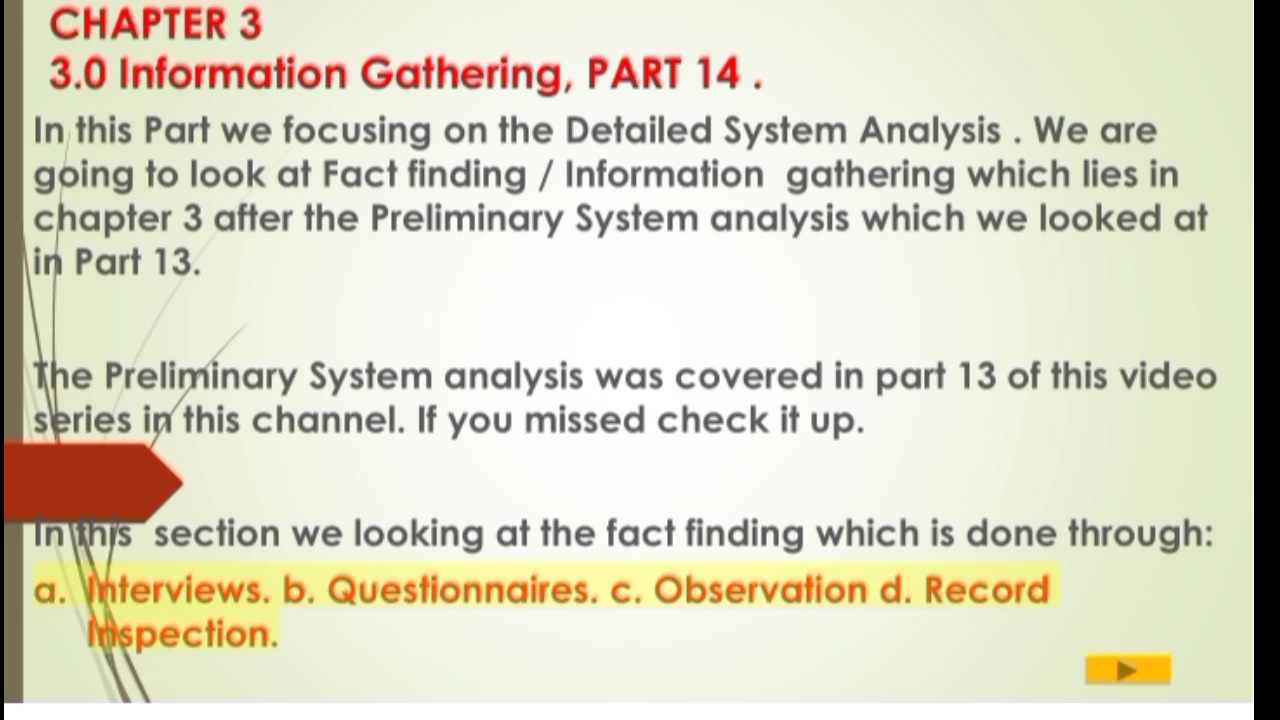 CHAPTER 3
3.0 Information Gathering, PART 14 .
In this Part we focusing on the Detailed System Analysis . We are
going to look at Fact finding / Information gathering which lies in
chapter 3 after the Preliminary System analysis which we looked at
in Part 13.
The Preliminary System analysis was covered in part 13 of this video
series in this channel. If you missed check it up.
In this section we looking at the fact finding which is done through:
a. Interviews. b. Questionnaires. c. Observation d. Record
Inspection.